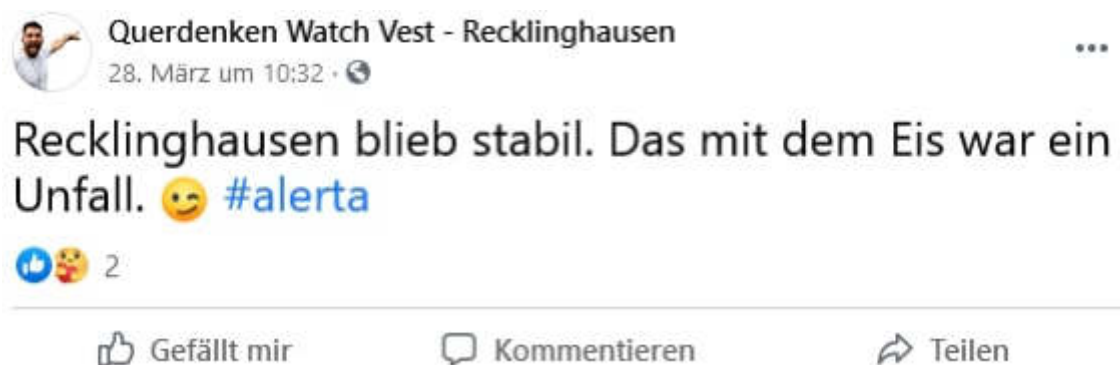 Querdenken Watch Vest - Recklinghausen
28. März um 10:32 ·
Recklinghausen blieb stabil. Das mit dem Eis war ein
Unfall. 😉 #alerta
2
Gefällt mir Kommentieren Teilen